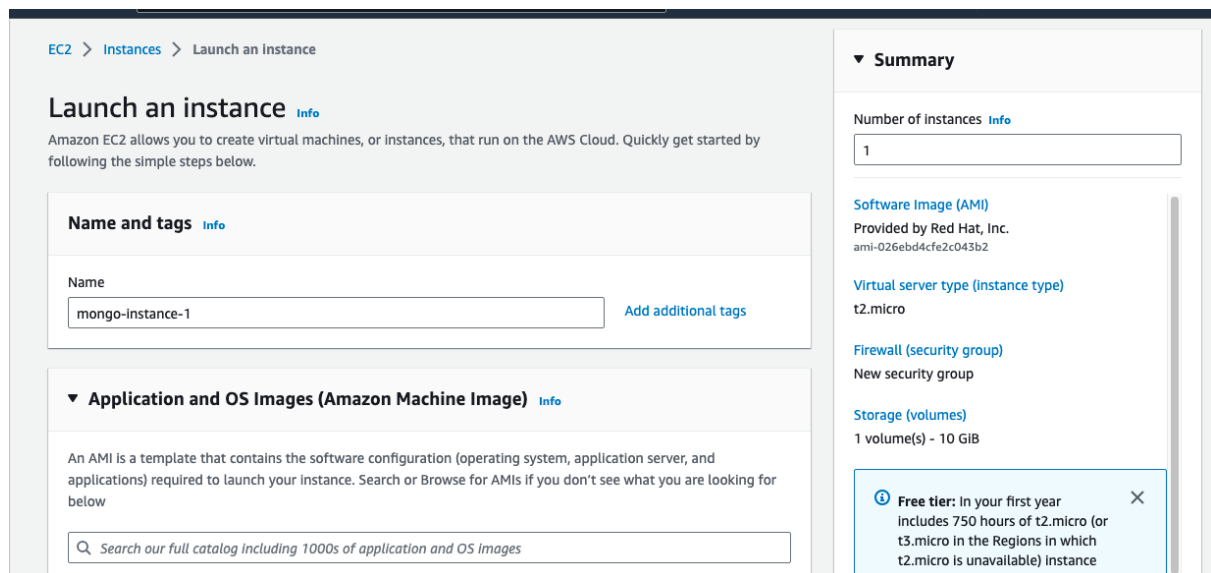 EC2 > Instances > Launch an instance
Launch an instance Info
Amazon EC2 allows you to create virtual machines, or instances, that run on the AWS Cloud. Quickly get started by
following the simple steps below.
Name and tags Info
Name
mongo-instance-1
Add additional tags
Application and OS Images (Amazon Machine Image) Info
An AMI is a template that contains the software configuration (operating system, application server, and
applications) required to launch your instance. Search or Browse for AMIs if you don't see what you are looking for
below
Search our full catalog including 1000s of application and OS images
Summary
Number of instances Info
1
Software Image (AMI)
Provided by Red Hat, Inc.
ami-026ebd4cfe2c043b2
Virtual server type (instance type)
t2.micro
Firewall (security group)
New security group
Storage (volumes)
1 volume(s) - 10 GiB
Free tier: In your first year
includes 750 hours of t2.micro (or
t3.micro in the Regions in which
t2.micro is unavailable) instance